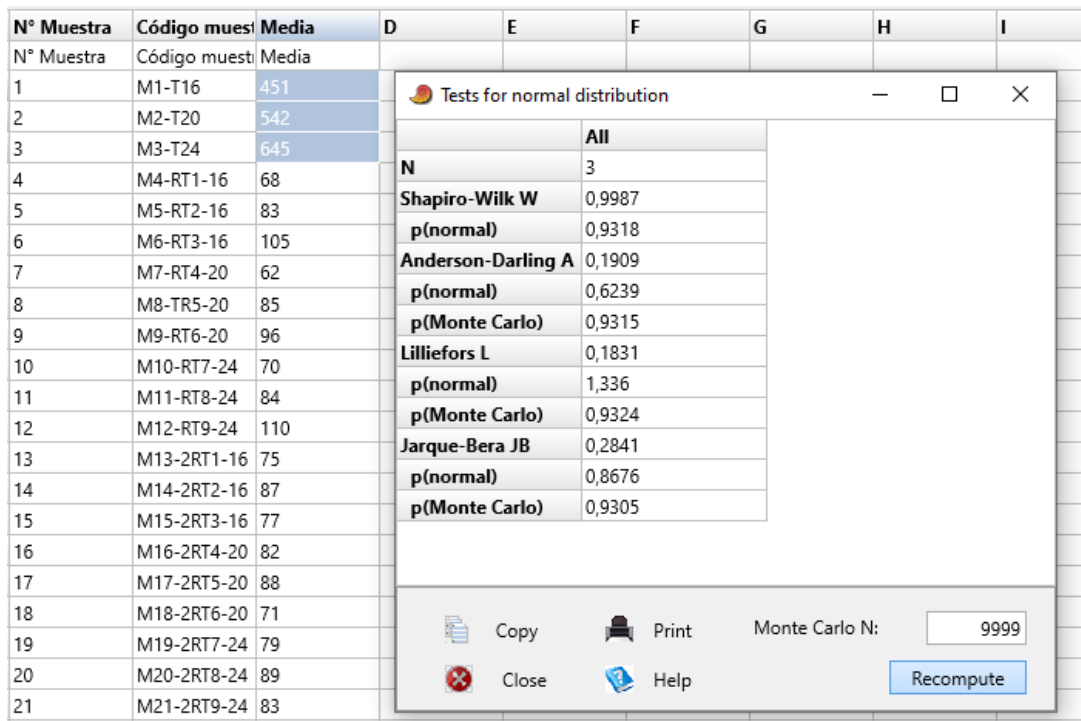 N° Muestra Código muest Media D E F G H I
N° Muestra Código muesti Media
1 M1-T16 451
2 M2-T20 542
3 M3-T24 645
4 M4-RT1-16 68
5 M5-RT2-16 83
6 M6-RT3-16 105
7 M7-RT4-20 62
8 M8-TR5-20 85
9 M9-RT6-20 96
10 M10-RT7-24 70
11 M11-RT8-24 84
12 M12-RT9-24 110
13 M13-2RT1-16 75
14 M14-2RT2-16 87
15 M15-2RT3-16 77
16 M16-2RT4-20 82
17 M17-2RT5-20 88
18 M18-2RT6-20 71
19 M19-2RT7-24 79
20 M20-2RT8-24 89
21 M21-2RT9-24 83
Tests for normal distribution
All
N 3
Shapiro-Wilk W 0,9987
p(normal) 0,9318
Anderson-Darling A 0,1909
p(normal) 0,6239
p(Monte Carlo) 0,9315
Lilliefors L 0,1831
p(normal) 1,336
p(Monte Carlo) 0,9324
Jarque-Bera JB 0,2841
p(normal) 0,8676
p(Monte Carlo) 0,9305
Copy Print Monte Carlo N: 9999
Close Help Recompute